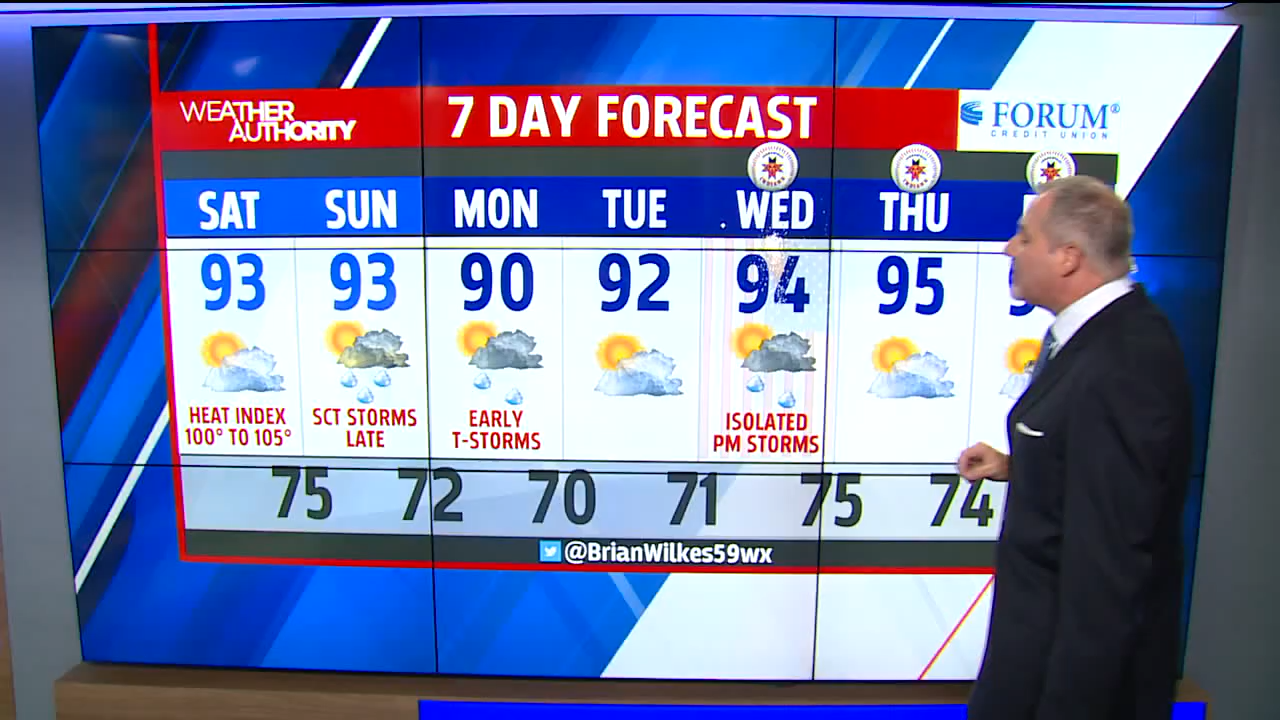 WEATHER
AUTHORITY
7 DAY FORECAST
FORUM®
CREDIT UNION
INDIANS
SAT
SUN
MON
TUE
WED
THU
93
93
90
92
94
95
9
HEAT INDEX
100° TO 105°
SCT STORMS
LATE
EARLY
T-STORMS
ISOLATED
PM STORMS
75
72
70
71
75
74
@BrianWilkes59wx